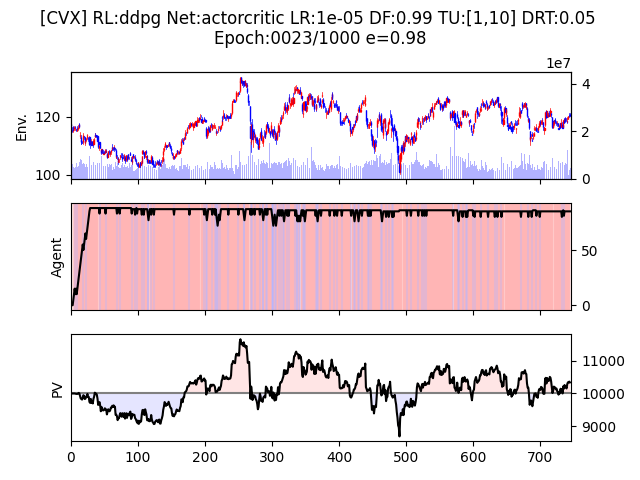 [CVX] RL:ddpg Net:actorcritic LR:1e-05 DF:0.99 TU:[1,10] DRT:0.05
Epoch:0023/1000 e=0.98
1e7
Env.
120
100
4
2
0
Agent
50
0
PV
11000
10000
9000
0 100 200 300 400 500 600 700